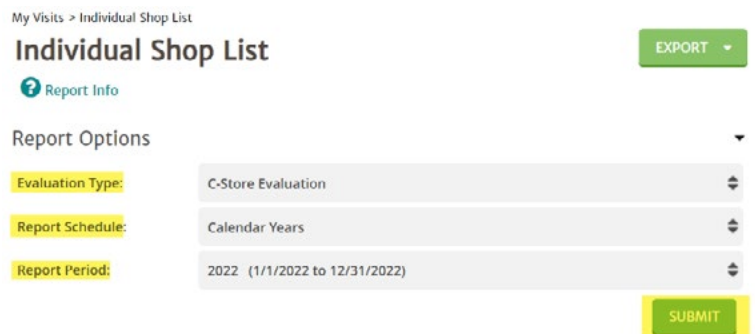 My Visits > Individual Shop List
Individual Shop List
EXPORT
? Report Info
Report Options
Evaluation Type: C-Store Evaluation
Report Schedule: Calendar Years
Report Period: 2022 (1/1/2022 to 12/31/2022)
SUBMIT